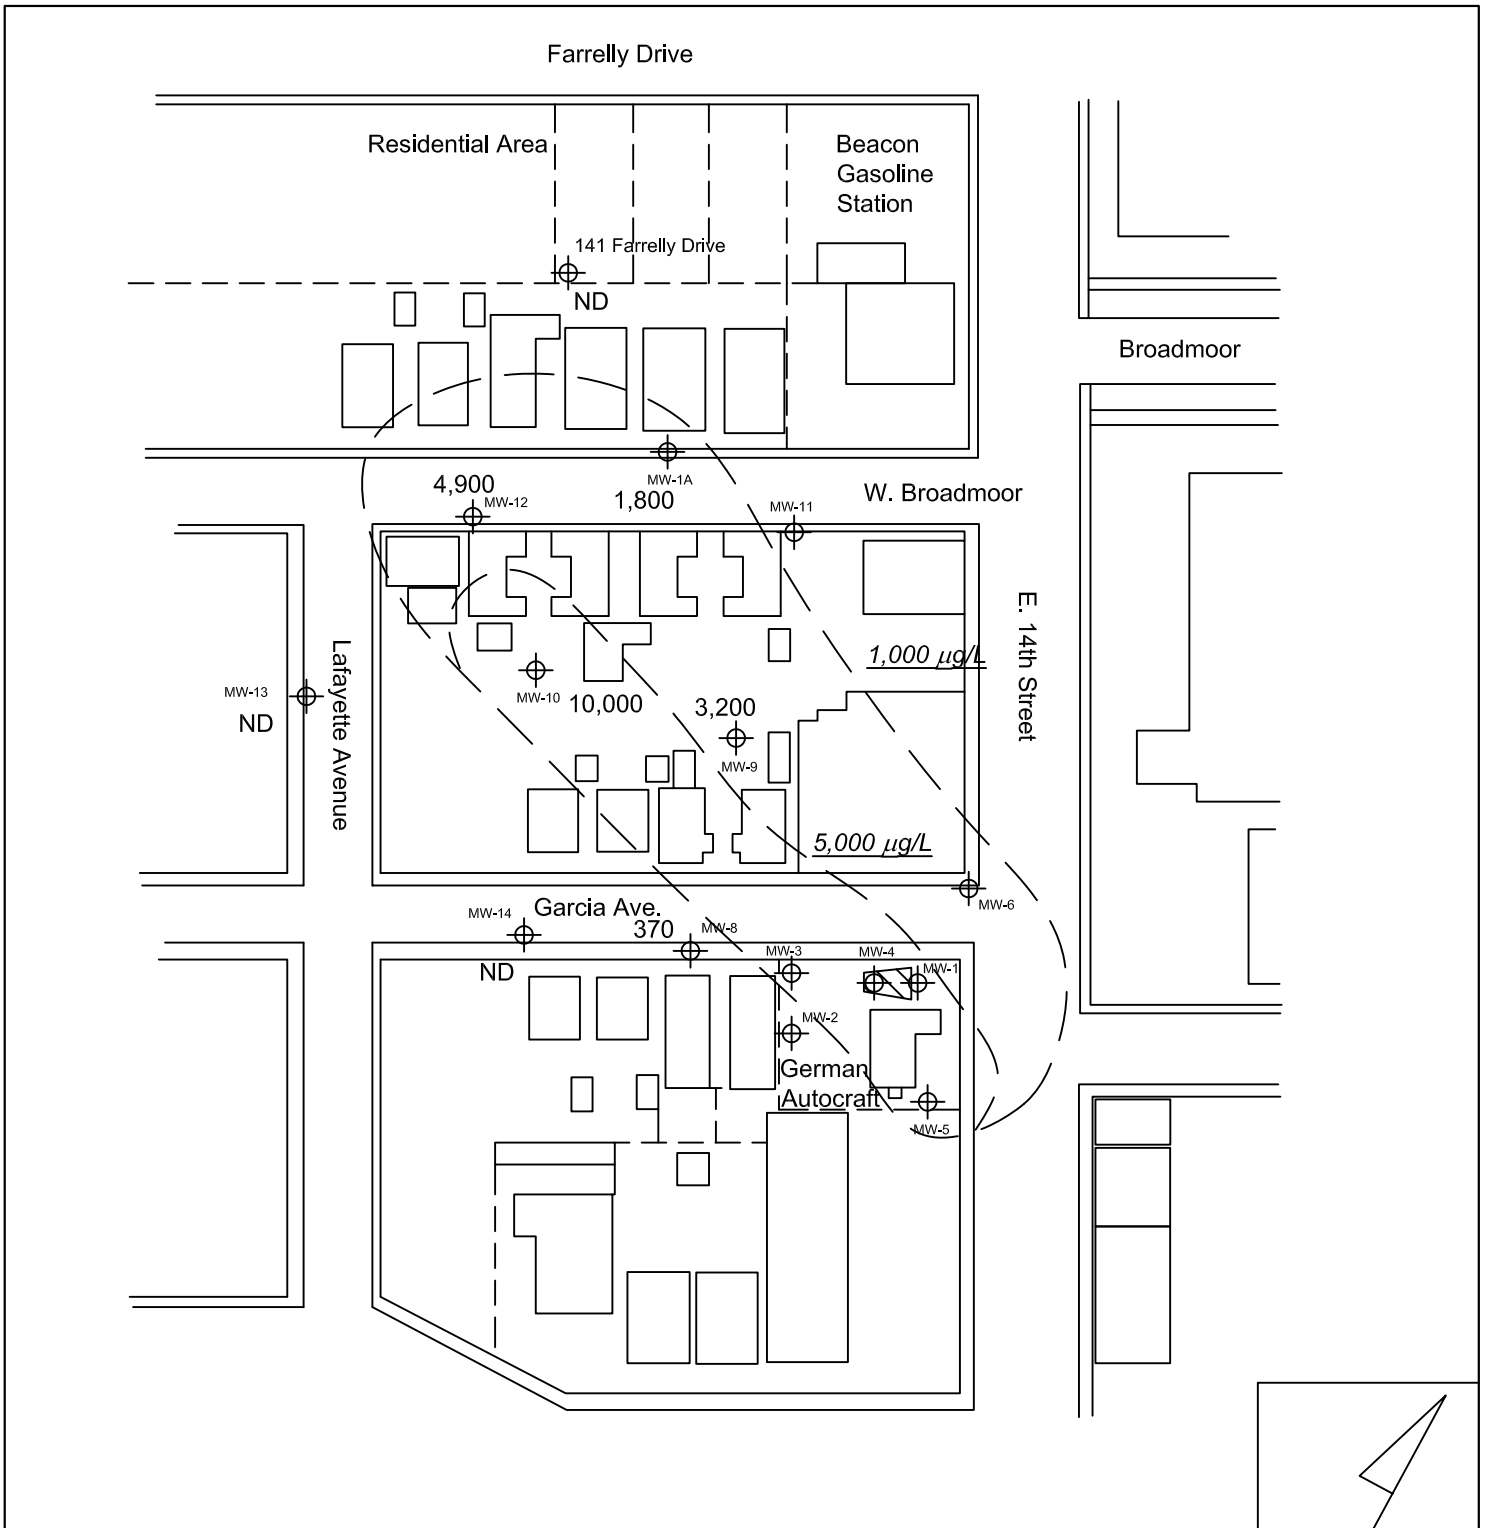 Farrelly Drive
Residential Area
Beacon
Gasoline
Station
141 Farrelly Drive
ND
Broadmoor
4,900
MW-12
MW-1A
1,800
W. Broadmoor
MW-11
E. 14th Street
1,000 µg/L
Lafayette Avenue
MW-13
ND
MW-10
10,000
3,200
MW-9
5,000 µg/L
MW-6
Garcia Ave.
MW-14
370
MW-8
ND
MW-3
MW-4
MW-1
MW-2
German
Autocraft
MW-5